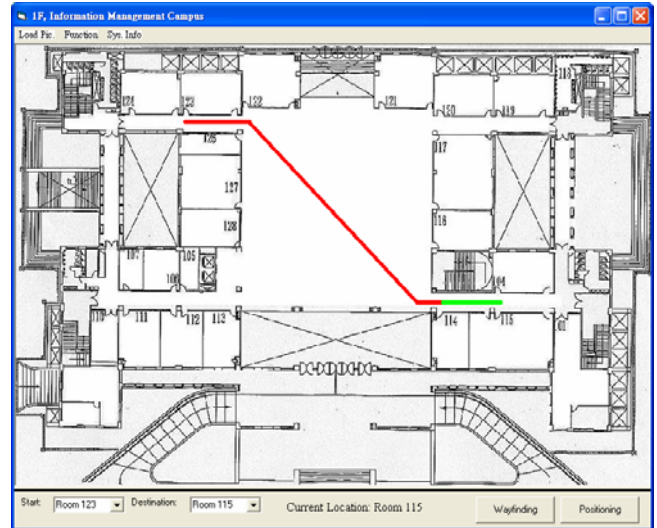 1F, Information Management Campus
Load Pic. Function Sys. Info
118
124 123 122 121 120 119
126 117
127
128 116
107 105
106 104
110 111 112 113 114 115 101
Start: Room 123 Destination: Room 115 Current Location: Room 115 Wayfinding Positioning